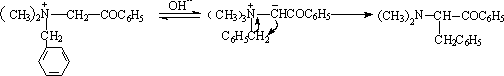 (CH₃)₂N⁺—CH₂—COC6H5 ⇌ OH⁻ (CH₃)₂N⁺—C⁻HCOC6H5 → (CH₃)₂N—CH—COC6H5
CH₂ C6H5CH₂ CH₂C6H5